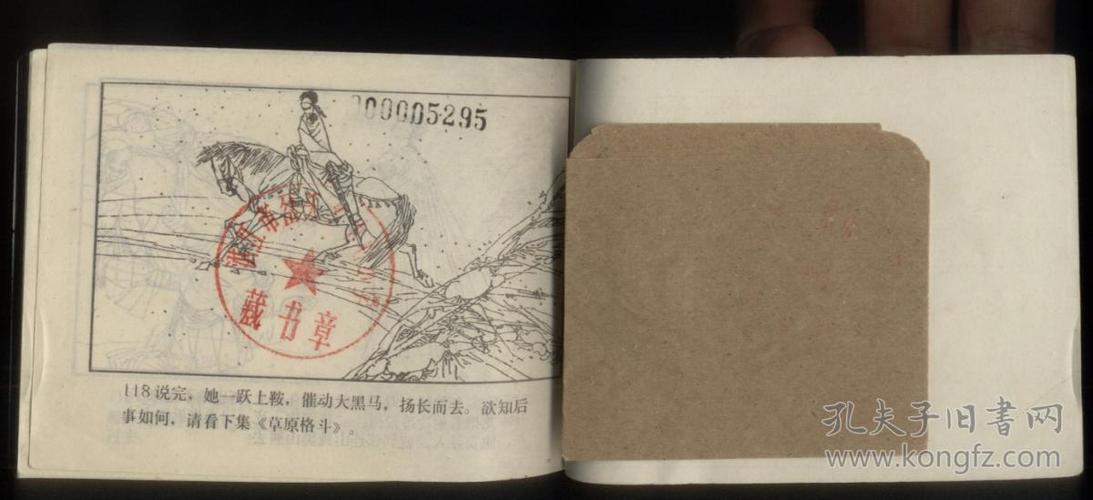 00005295
藏书章
118说完，她一跃上鞍，催动大黑马，扬长而去。欲知后
事如何，请看下集《草原格斗》。
孔夫子旧书网
www.kongfz.com